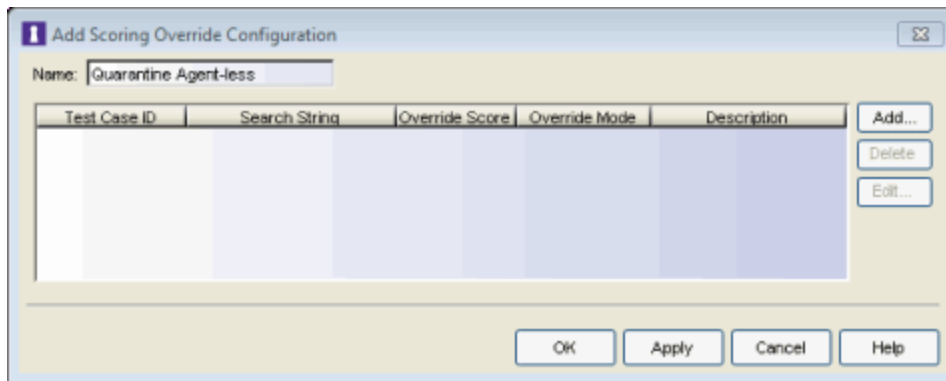 Add Scoring Override Configuration
Name: Quarantine Agent-less
Test Case ID Search String Override Score Override Mode Description
Add...
Delete
Edit...
OK Apply Cancel Help